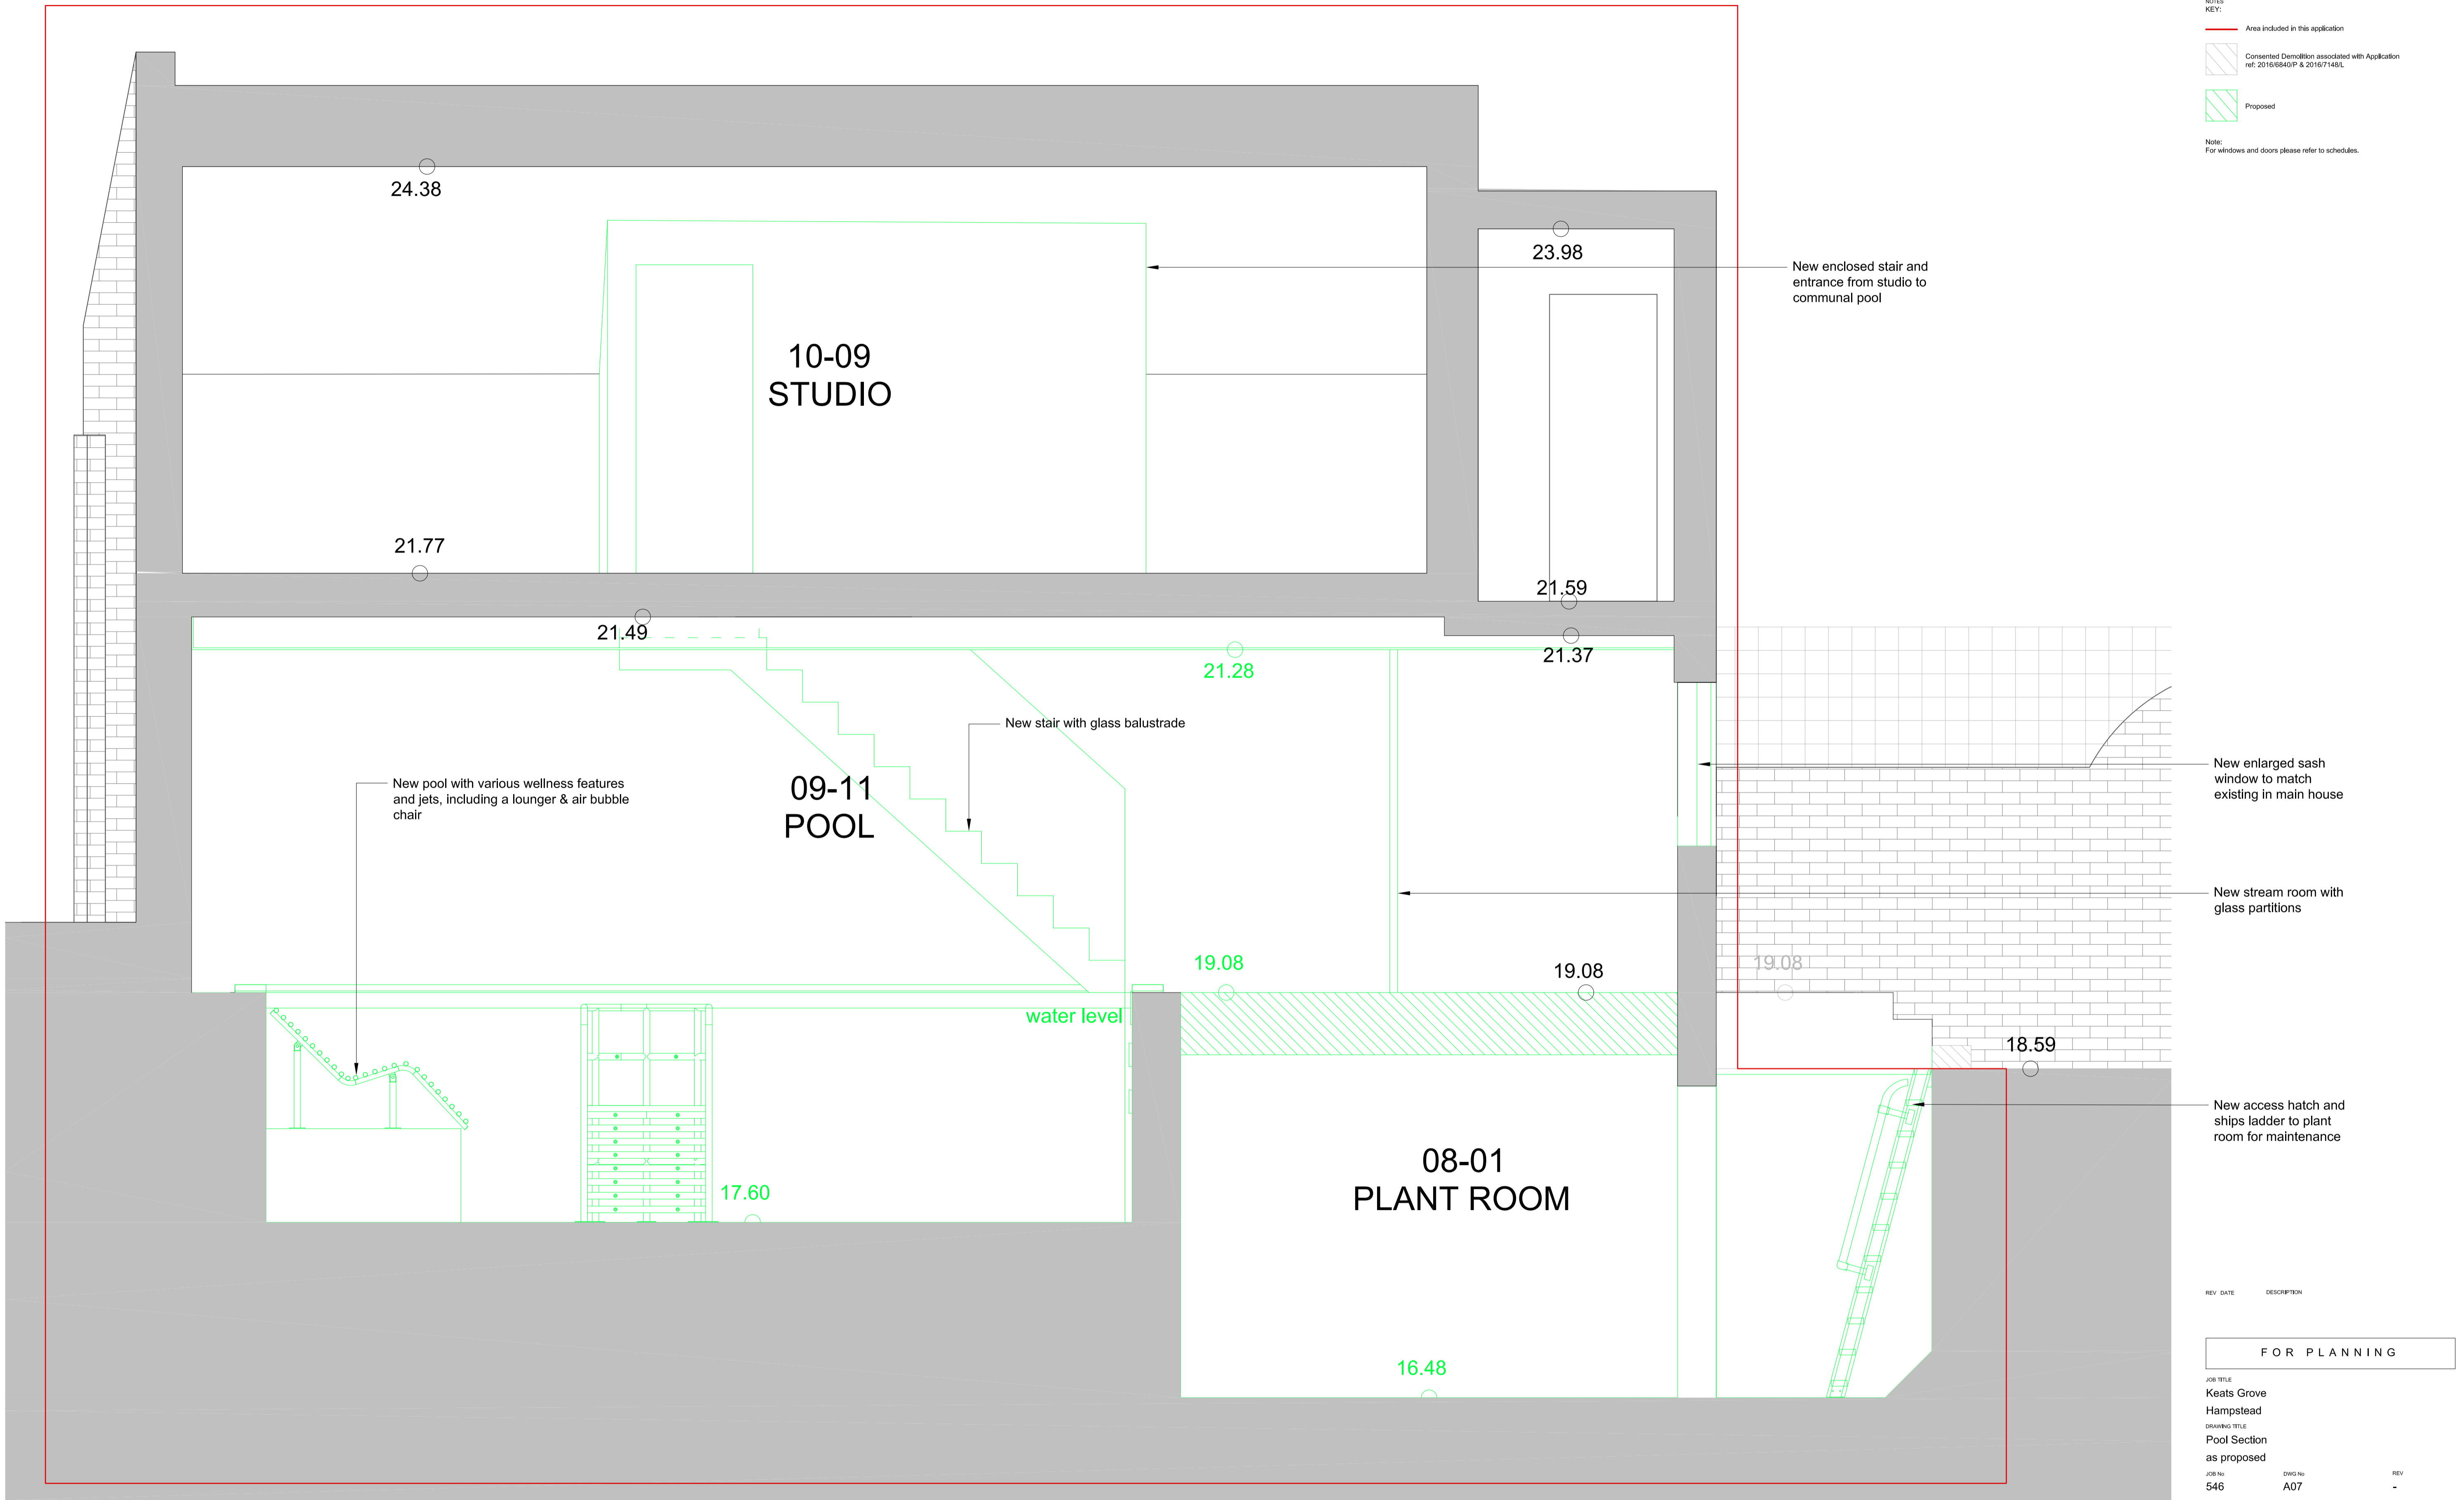 NOTES
KEY:
Area included in this application
Consented Demolition associated with Application
ref: 2016/6840/P & 2016/7148/L
Proposed
Note:
For windows and doors please refer to schedules.
24.38
23.98
New enclosed stair and
entrance from studio to
communal pool
10-09
STUDIO
21.77
21.59
21.49
21.37
21.28
New stair with glass balustrade
New pool with various wellness features
and jets, including a lounger & air bubble
chair
09-11
POOL
New enlarged sash
window to match
existing in main house
New stream room with
glass partitions
19.08
19.08
19.08
water level
18.59
New access hatch and
ships ladder to plant
room for maintenance
08-01
PLANT ROOM
17.60
16.48
REV DATE DESCRIPTION
FOR PLANNING
JOB TITLE
Keats Grove
Hampstead
DRAWING TITLE
Pool Section
as proposed
JOB No DWG No REV
546 A07 -